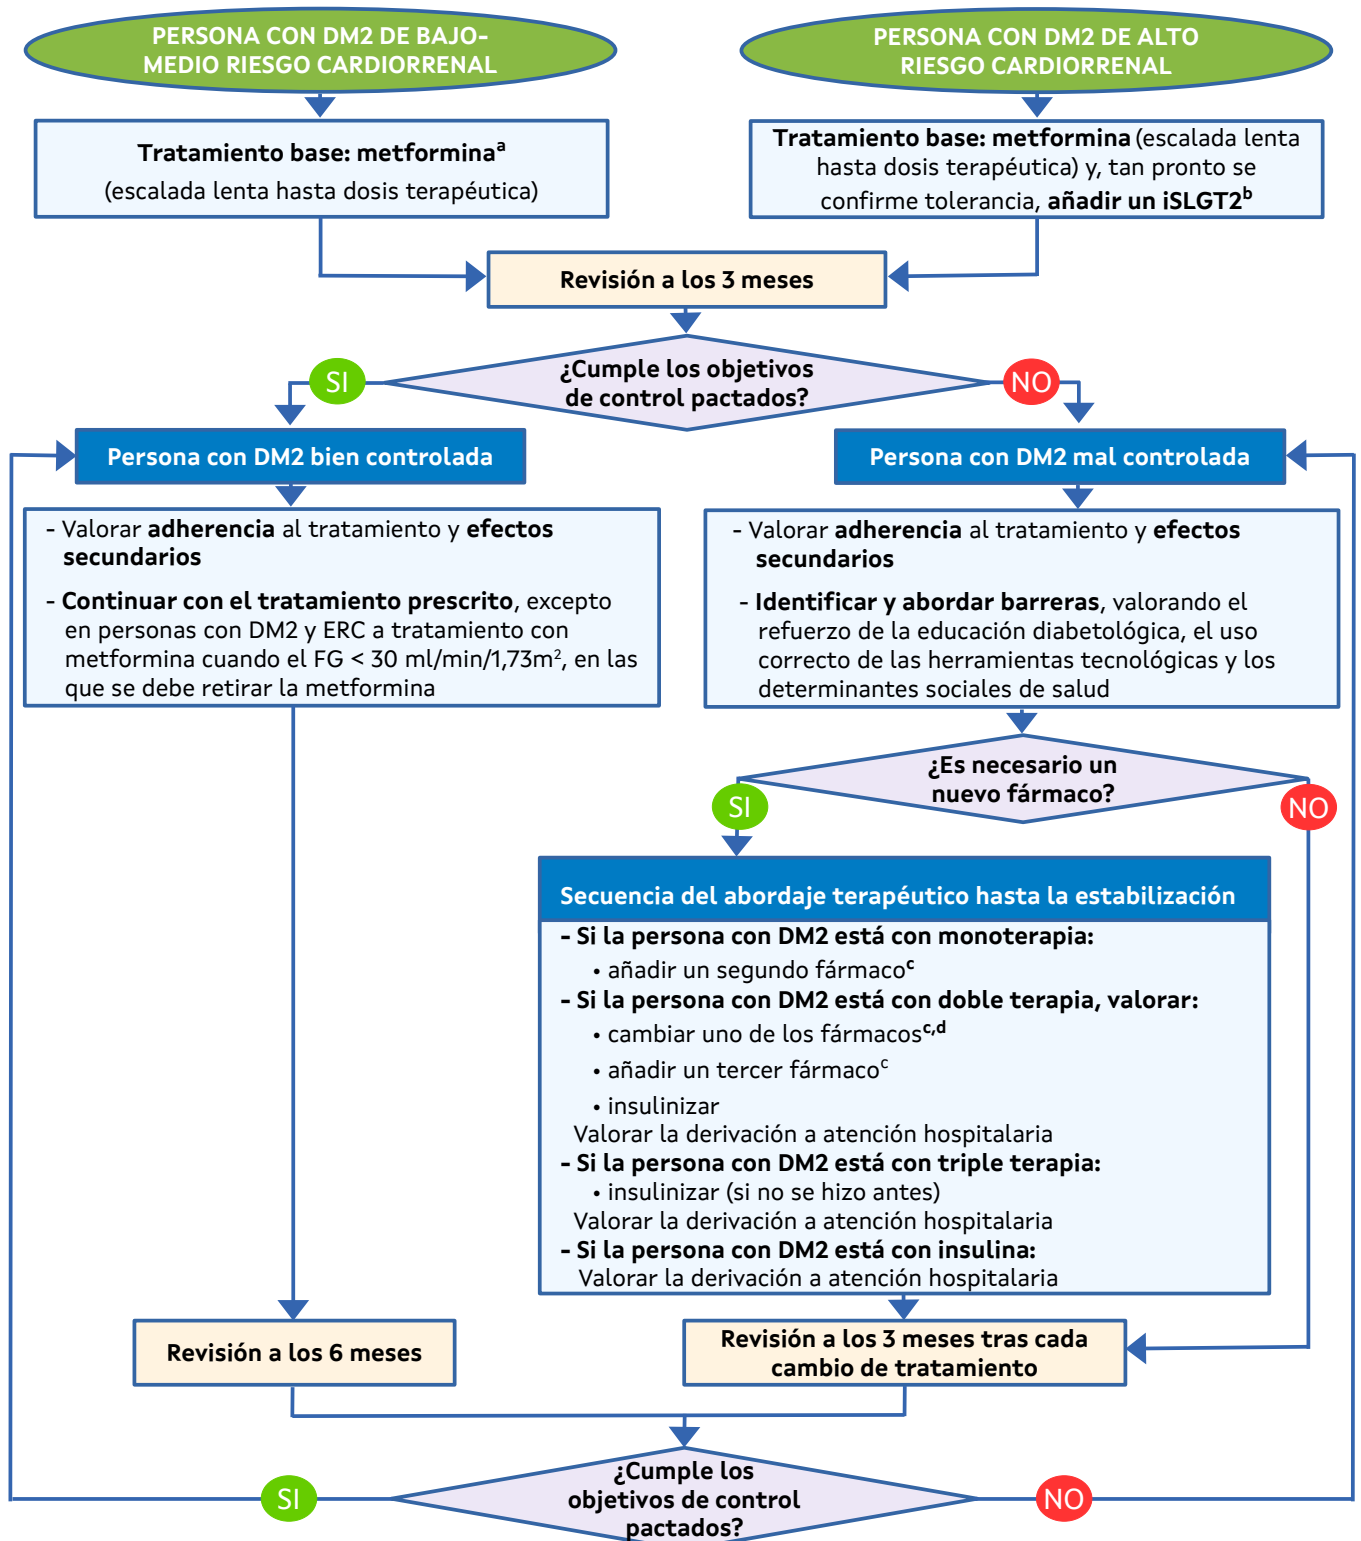 PERSONA CON DM2 DE BAJO-
MEDIO RIESGO CARDIORRENAL
PERSONA CON DM2 DE ALTO
RIESGO CARDIORRENAL
Tratamiento base: metforminaᵃ
(escalada lenta hasta dosis terapéutica)
Tratamiento base: metformina (escalada lenta
hasta dosis terapéutica) y, tan pronto se
confirme tolerancia, añadir un iSLGT2ᵇ
Revisión a los 3 meses
¿Cumple los objetivos
de control pactados?
SI
NO
Persona con DM2 bien controlada
- Valorar adherencia al tratamiento y efectos
secundarios
- Continuar con el tratamiento prescrito, excepto
en personas con DM2 y ERC a tratamiento con
metformina cuando el FG < 30 ml/min/1,73m², en las
que se debe retirar la metformina
Persona con DM2 mal controlada
- Valorar adherencia al tratamiento y efectos
secundarios
- Identificar y abordar barreras, valorando el
refuerzo de la educación diabetológica, el uso
correcto de las herramientas tecnológicas y los
determinantes sociales de salud
¿Es necesario un
nuevo fármaco?
SI
NO
Secuencia del abordaje terapéutico hasta la estabilización
- Si la persona con DM2 está con monoterapia:
• añadir un segundo fármacoᶜ
- Si la persona con DM2 está con doble terapia, valorar:
• cambiar uno de los fármacosᶜ,ᵈ
• añadir un tercer fármacoᶜ
• insulinizar
Valorar la derivación a atención hospitalaria
- Si la persona con DM2 está con triple terapia:
• insulinizar (si no se hizo antes)
Valorar la derivación a atención hospitalaria
- Si la persona con DM2 está con insulina:
Valorar la derivación a atención hospitalaria
Revisión a los 6 meses
Revisión a los 3 meses tras cada
cambio de tratamiento
¿Cumple los
objetivos de control
pactados?
SI
NO